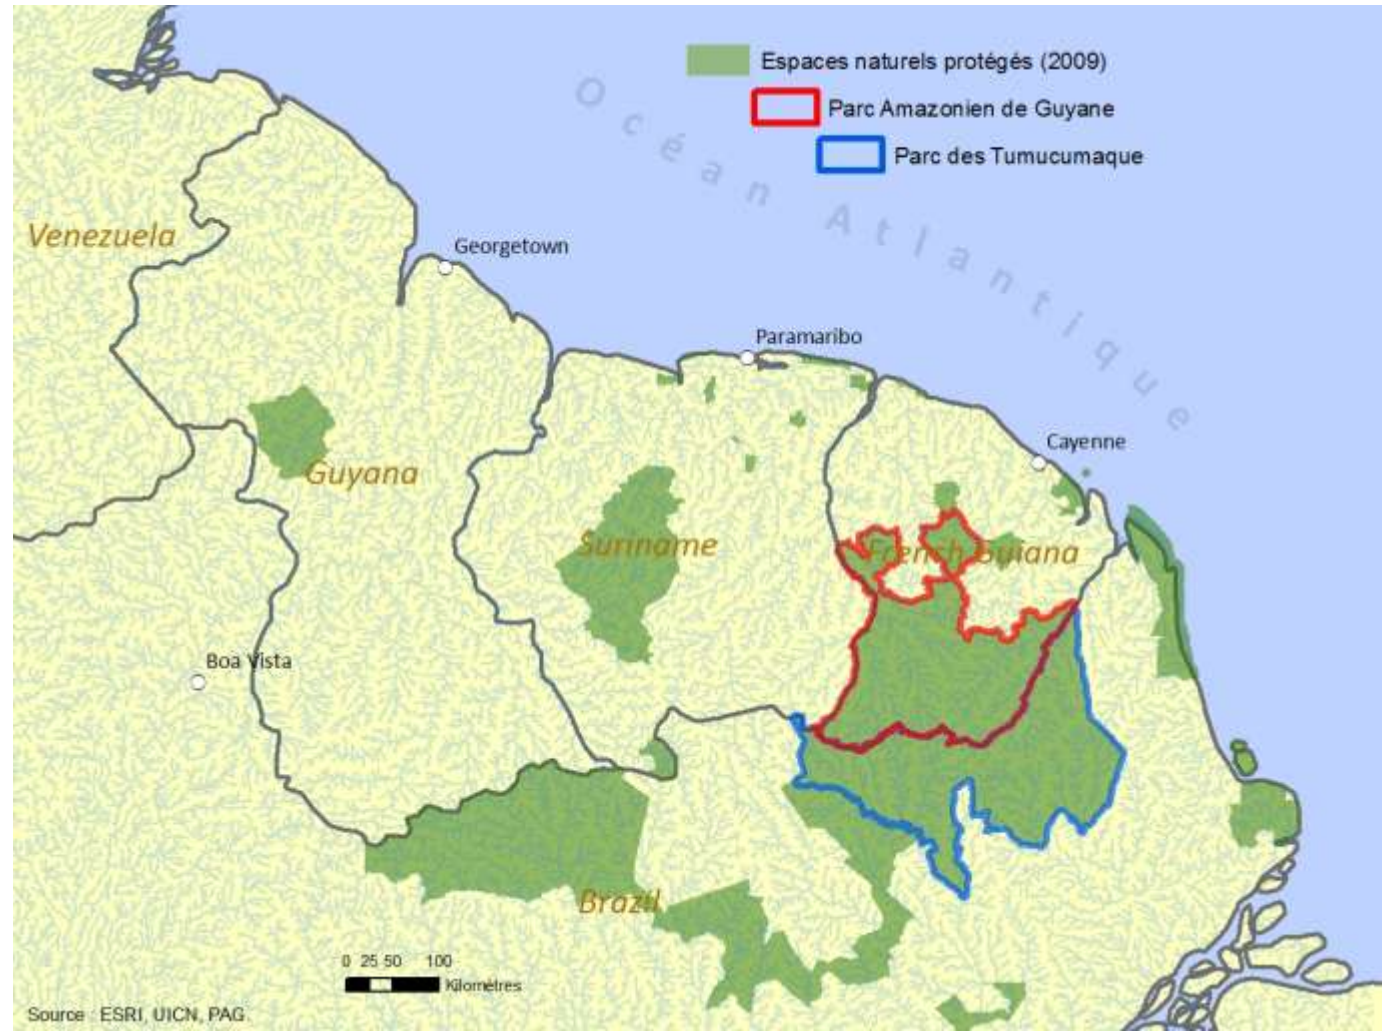 Espaces naturels protégés (2009)
Parc Amazonien de Guyane
Parc des Tumucumaque
Océan Atlantique
Venezuela
Georgetown
Paramaribo
Cayenne
Guyana
Suriname
French Guiana
Boa Vista
Brazil
0 25 50 100
Kilomètres
Source : ESRI, UICN, PAG.